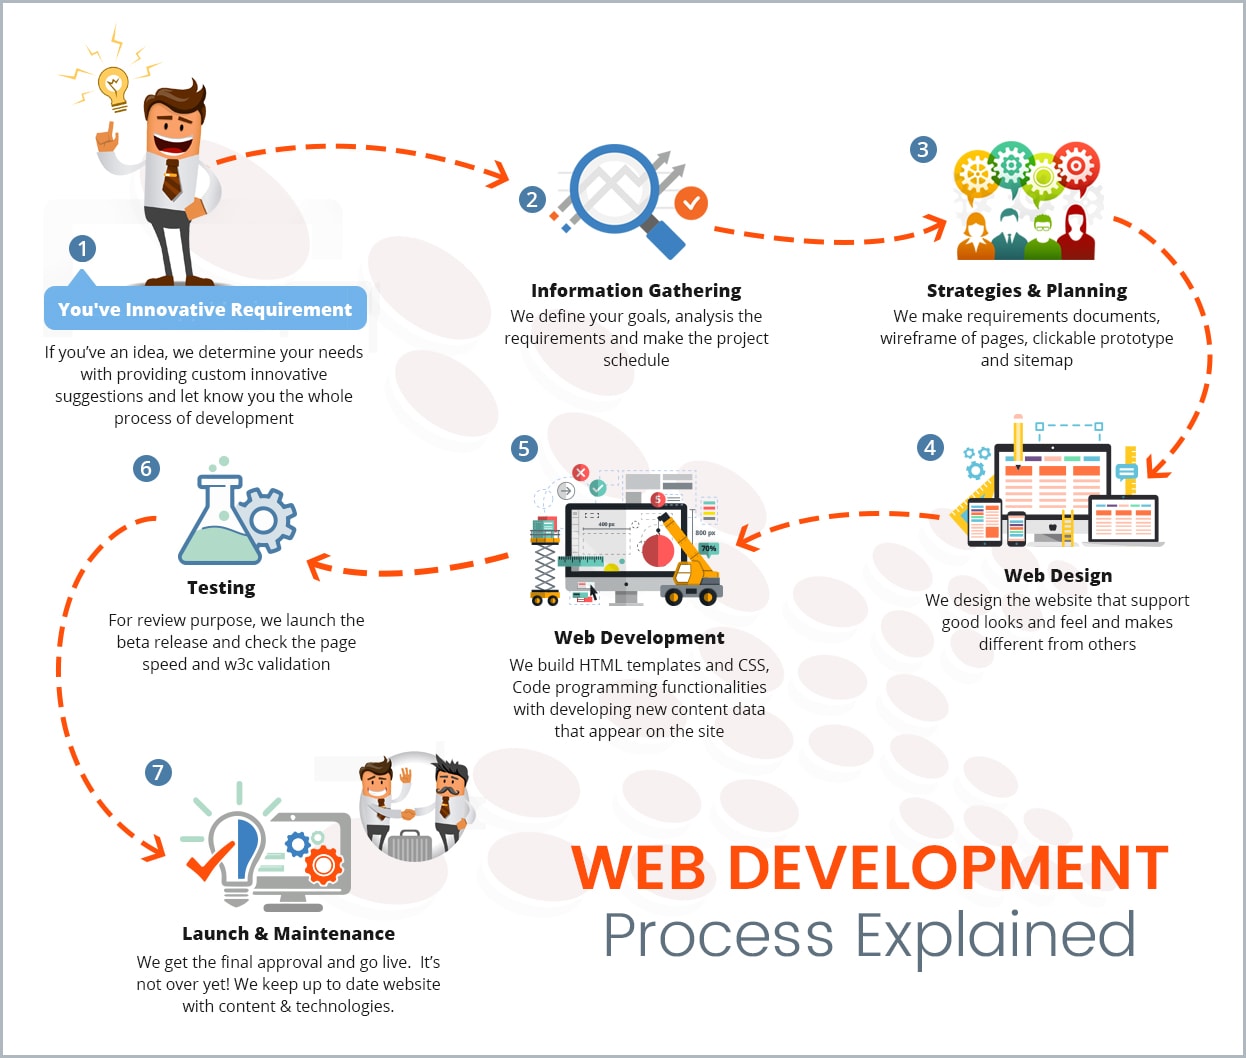 1
You've Innovative Requirement
If you’ve an idea, we determine your needs
with providing custom innovative
suggestions and let know you the whole
process of development
2
Information Gathering
We define your goals, analysis the
requirements and make the project
schedule
3
Strategies & Planning
We make requirements documents,
wireframe of pages, clickable prototype
and sitemap
4
Web Design
We design the website that support
good looks and feel and makes
different from others
5
$
400 px
800 px
70%
Web Development
We build HTML templates and CSS,
Code programming functionalities
with developing new content data
that appear on the site
6
Testing
For review purpose, we launch the
beta release and check the page
speed and w3c validation
7
Launch & Maintenance
We get the final approval and go live.  It’s
not over yet! We keep up to date website
with content & technologies.
WEB DEVELOPMENT
Process Explained